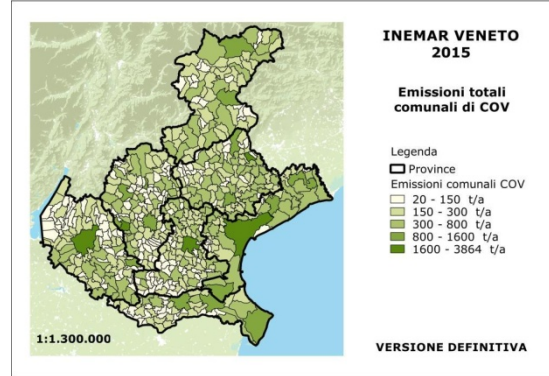 INEMAR VENETO
2015
Emissioni totali
comunali di COV
Legenda
Province
Emissioni comunali COV
20 - 150 t/a
150 - 300 t/a
300 - 800 t/a
800 - 1600 t/a
1600 - 3864 t/a
1:1.300.000
VERSIONE DEFINITIVA